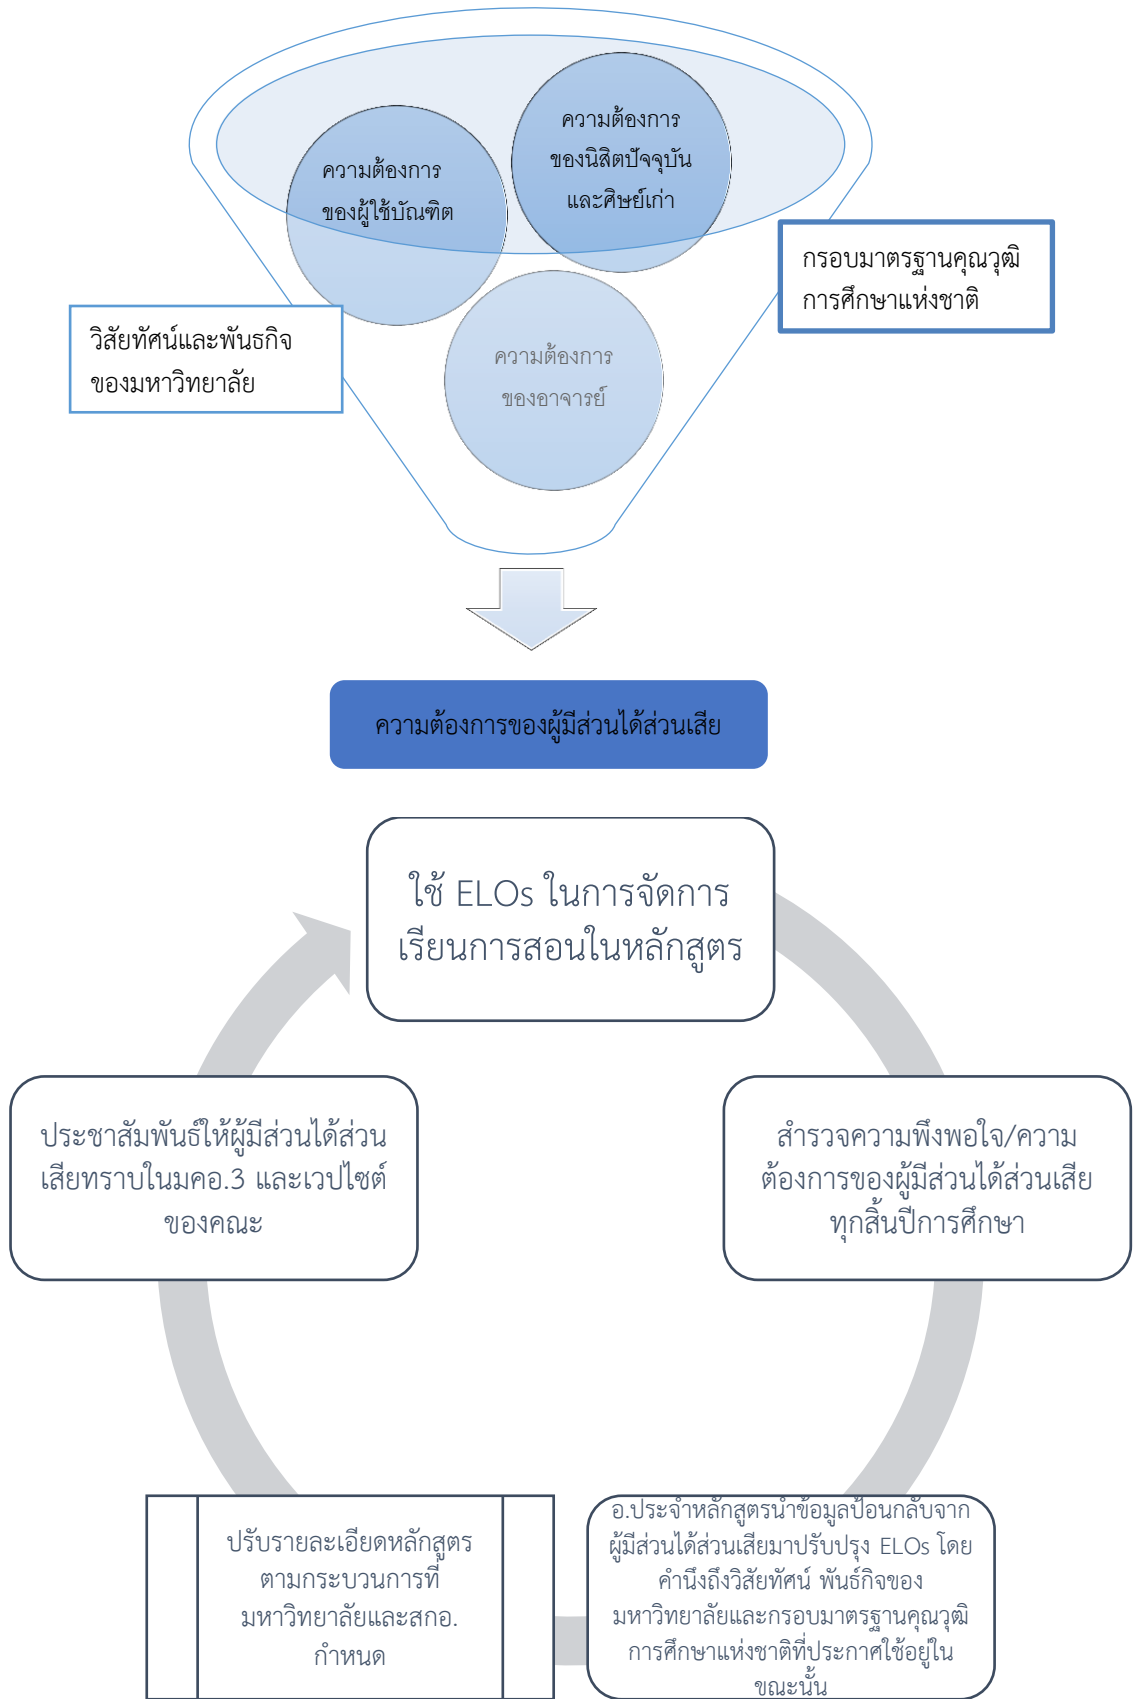 ความต้องการ
ของนิสิตปัจจุบัน
และศิษย์เก่า
ความต้องการ
ของผู้ใช้บัณฑิต
กรอบมาตรฐานคุณวุฒิ
การศึกษาแห่งชาติ
วิสัยทัศน์และพันธกิจ
ของมหาวิทยาลัย
ความต้องการ
ของอาจารย์
ความต้องการของผู้มีส่วนได้ส่วนเสีย
ใช้ ELOs ในการจัดการ
เรียนการสอนในหลักสูตร
ประชาสัมพันธ์ให้ผู้มีส่วนได้ส่วน
เสียทราบในมคอ.3 และเวปไซต์
ของคณะ
สำรวจความพึงพอใจ/ความ
ต้องการของผู้มีส่วนได้ส่วนเสีย
ทุกสิ้นปีการศึกษา
ปรับรายละเอียดหลักสูตร
ตามกระบวนการที่
มหาวิทยาลัยและสกอ.
กำหนด
อ.ประจำหลักสูตรนำข้อมูลป้อนกลับจาก
ผู้มีส่วนได้ส่วนเสียมาปรับปรุง ELOs โดย
คำนึงถึงวิสัยทัศน์ พันธ์กิจของ
มหาวิทยาลัยและกรอบมาตรฐานคุณวุฒิ
การศึกษาแห่งชาติที่ประกาศใช้อยู่ใน
ขณะนั้น